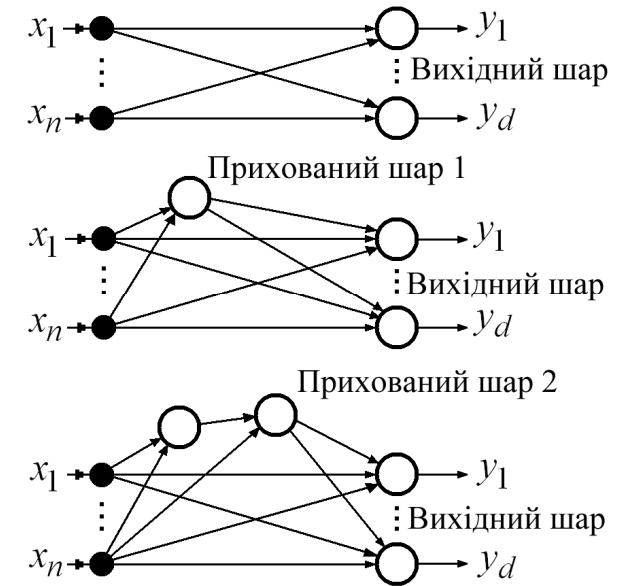 x1 y1
Вихідний шар
xn yd
Прихований шар 1
x1 y1
Вихідний шар
xn yd
Прихований шар 2
x1 y1
Вихідний шар
xn yd